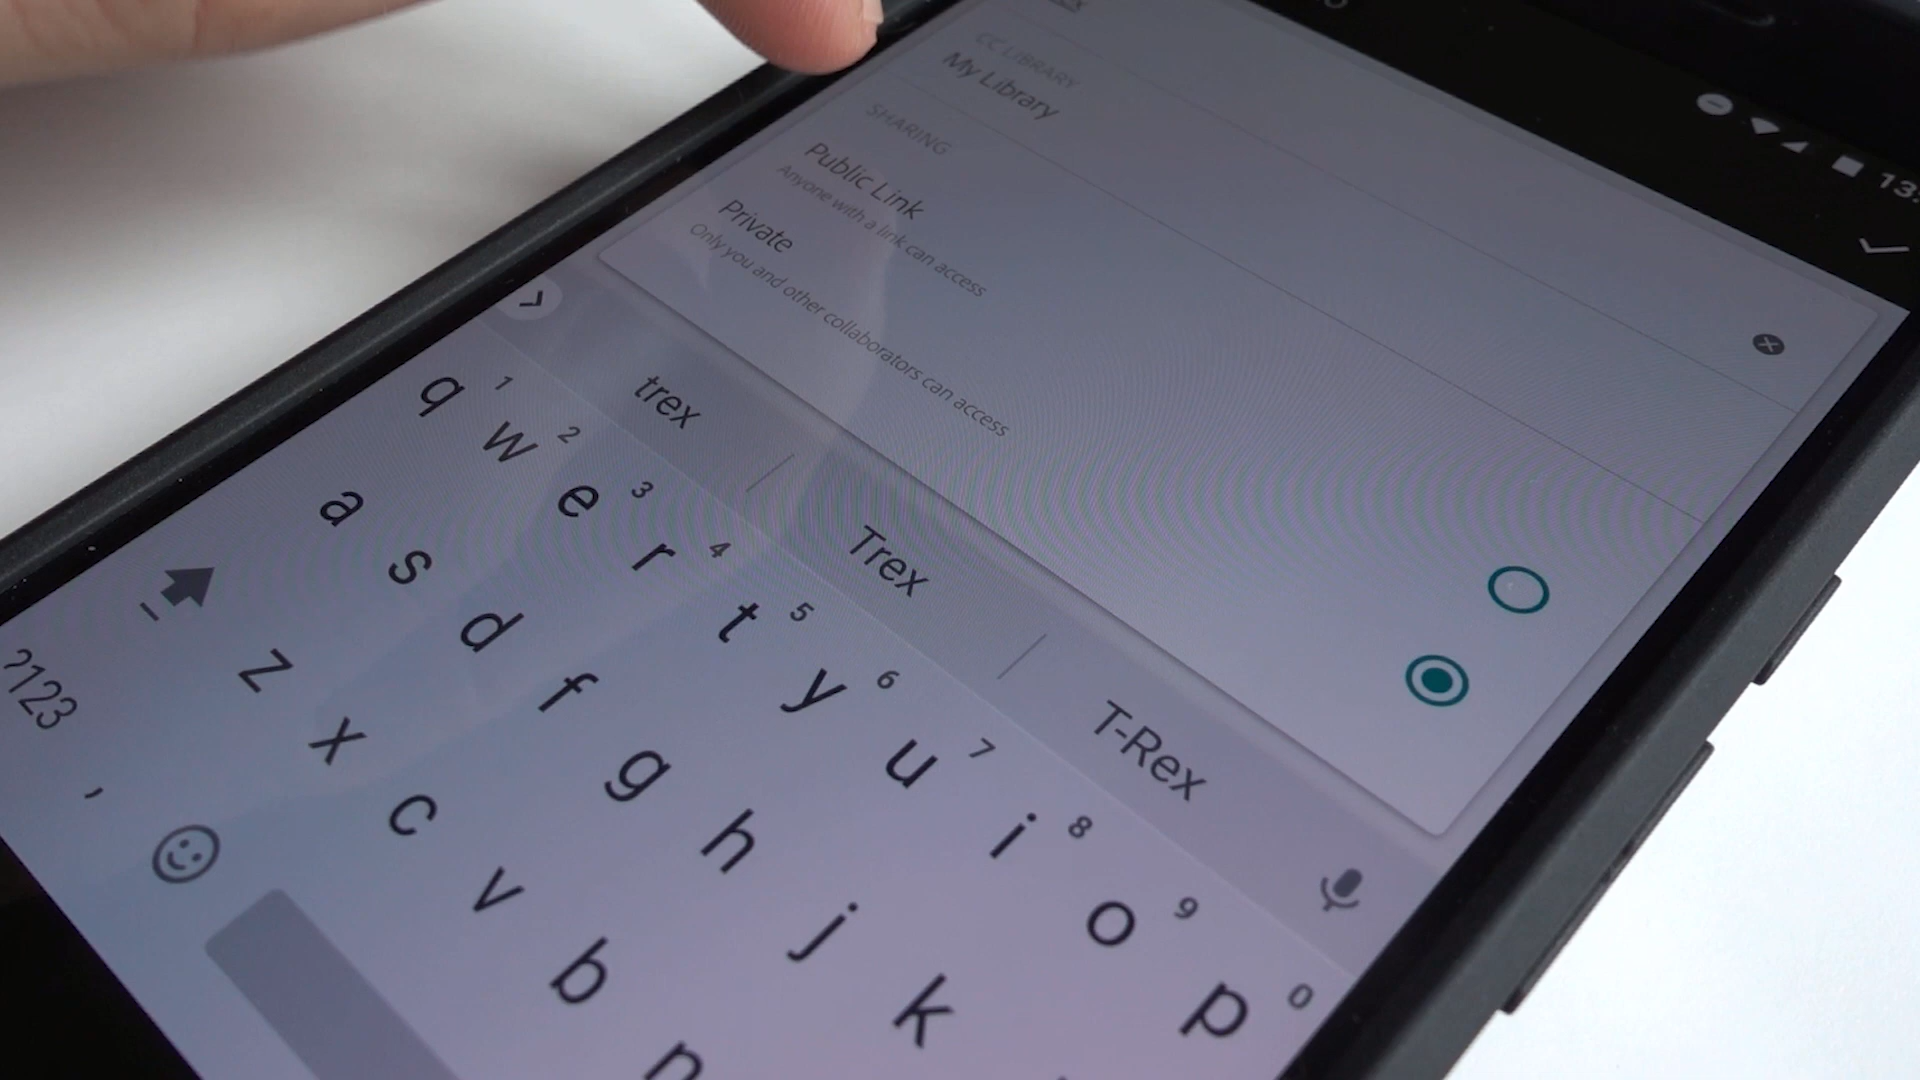 13:
CC LIBRARY
My Library
SHARING
Public Link
Anyone with a link can access
Private
Only you and other collaborators can access
trex Trex T-Rex
q 1 w 2 e 3 r 4 t 5 y 6 u 7 i 8 o 9 p 0
a s d f g h j k
z x c v b n
?123 ,